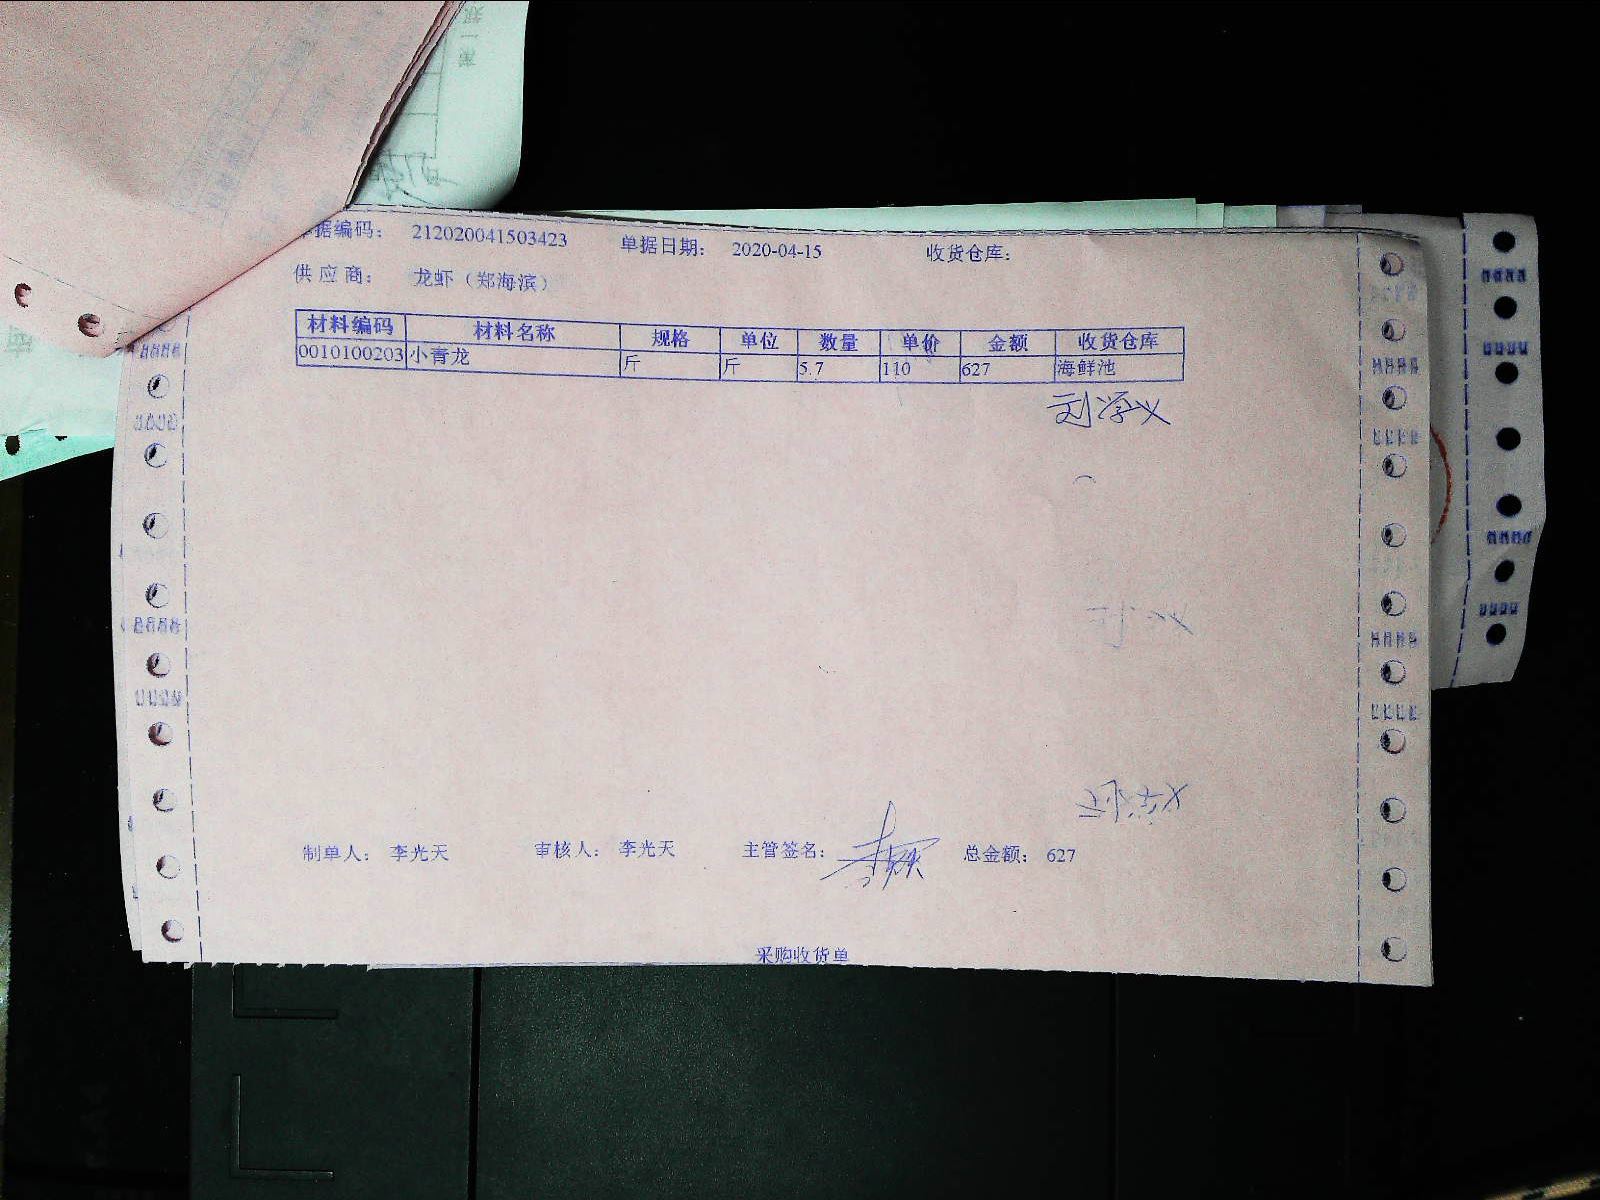 据编码： 212020041503423 单据日期： 2020-04-15 收货仓库：
供应商： 龙虾（郑海滨）
材料编码 材料名称 规格 单位 数量 单价 金额 收货仓库
0010100203 小青龙 斤 斤 5.7 110 627 海鲜池
制单人： 李光天 审核人： 李光天 主管签名： 总金额： 627
采购收货单